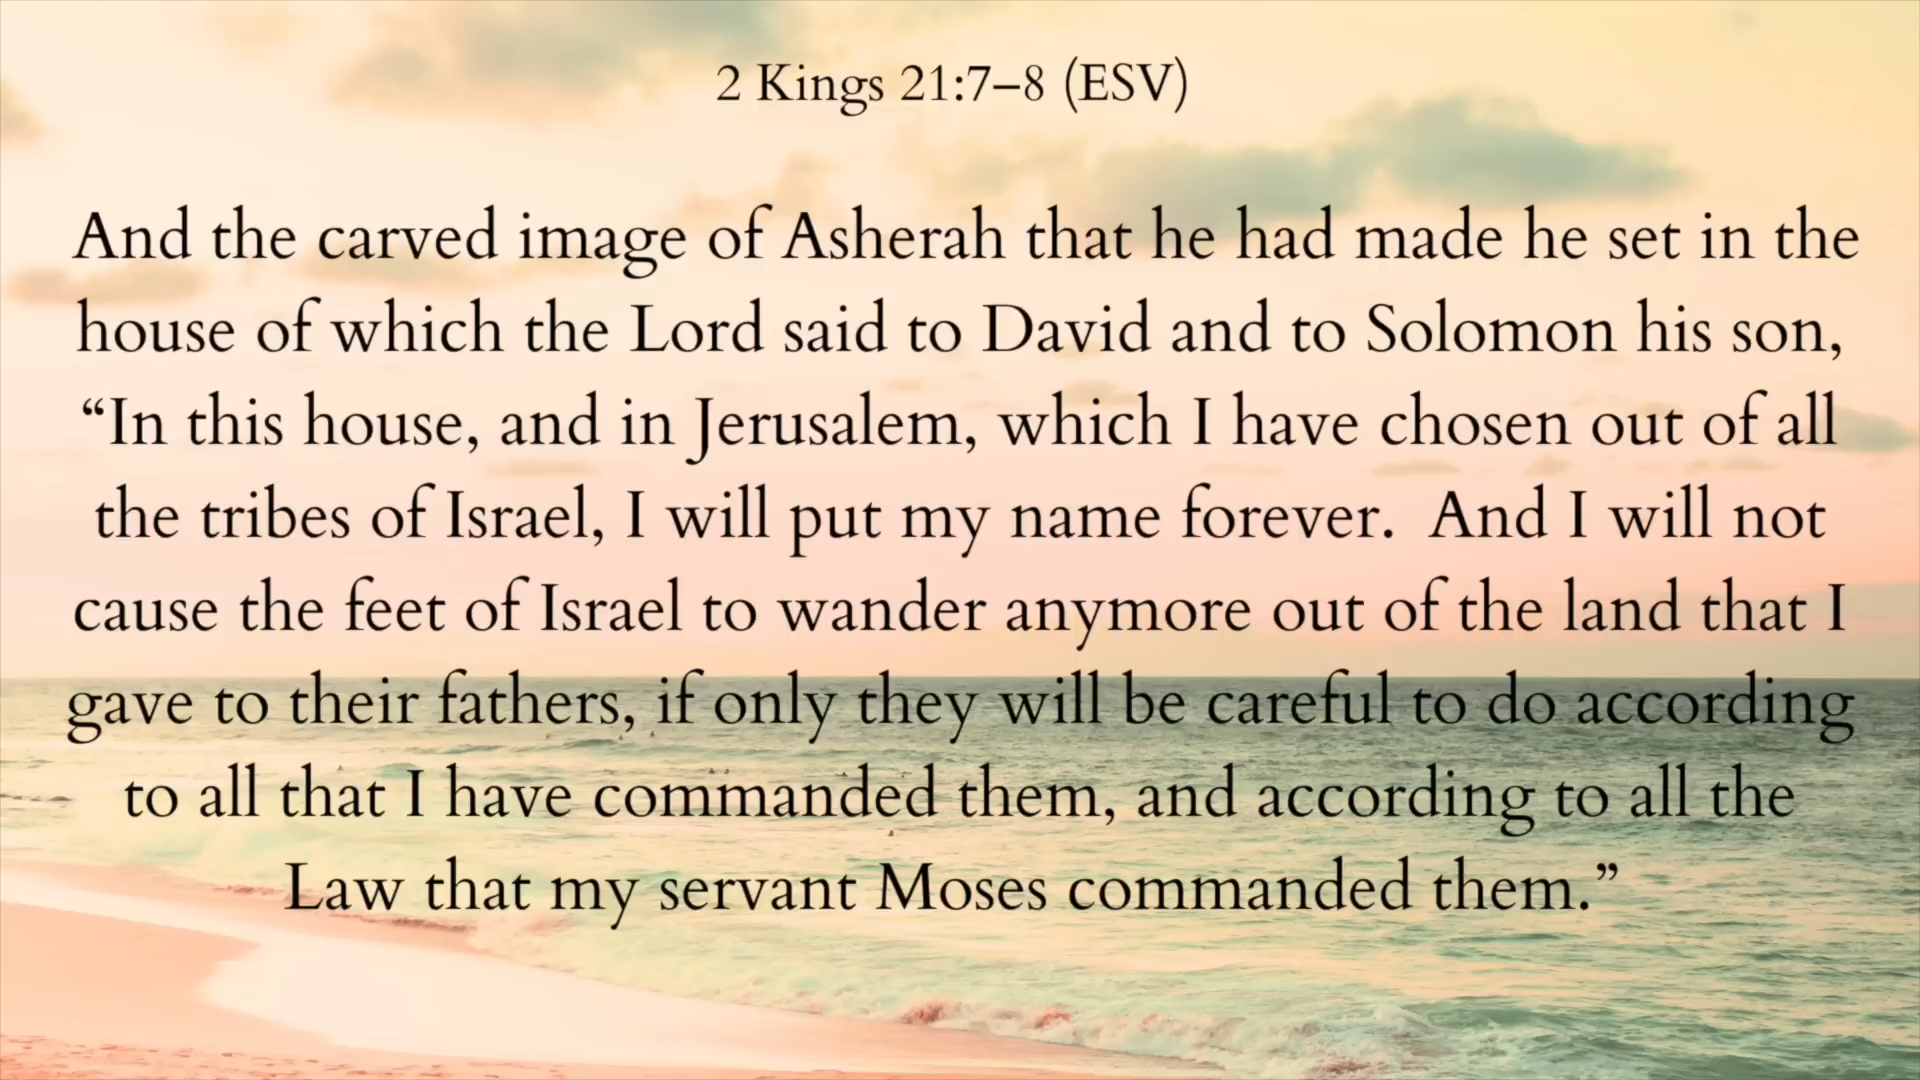 2 Kings 21:7–8 (ESV)
And the carved image of Asherah that he had made he set in the
house of which the Lord said to David and to Solomon his son,
“In this house, and in Jerusalem, which I have chosen out of all
the tribes of Israel, I will put my name forever.  And I will not
cause the feet of Israel to wander anymore out of the land that I
gave to their fathers, if only they will be careful to do according
to all that I have commanded them, and according to all the
Law that my servant Moses commanded them.”